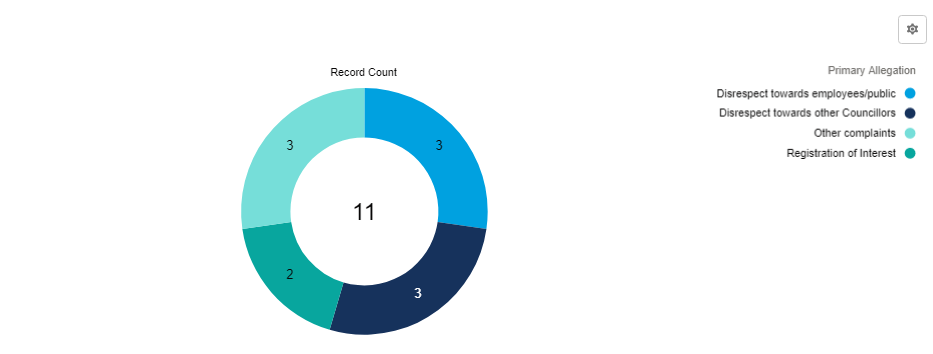 Record Count
3
3
11
2
3
Primary Allegation
Disrespect towards employees/public
Disrespect towards other Councillors
Other complaints
Registration of Interest